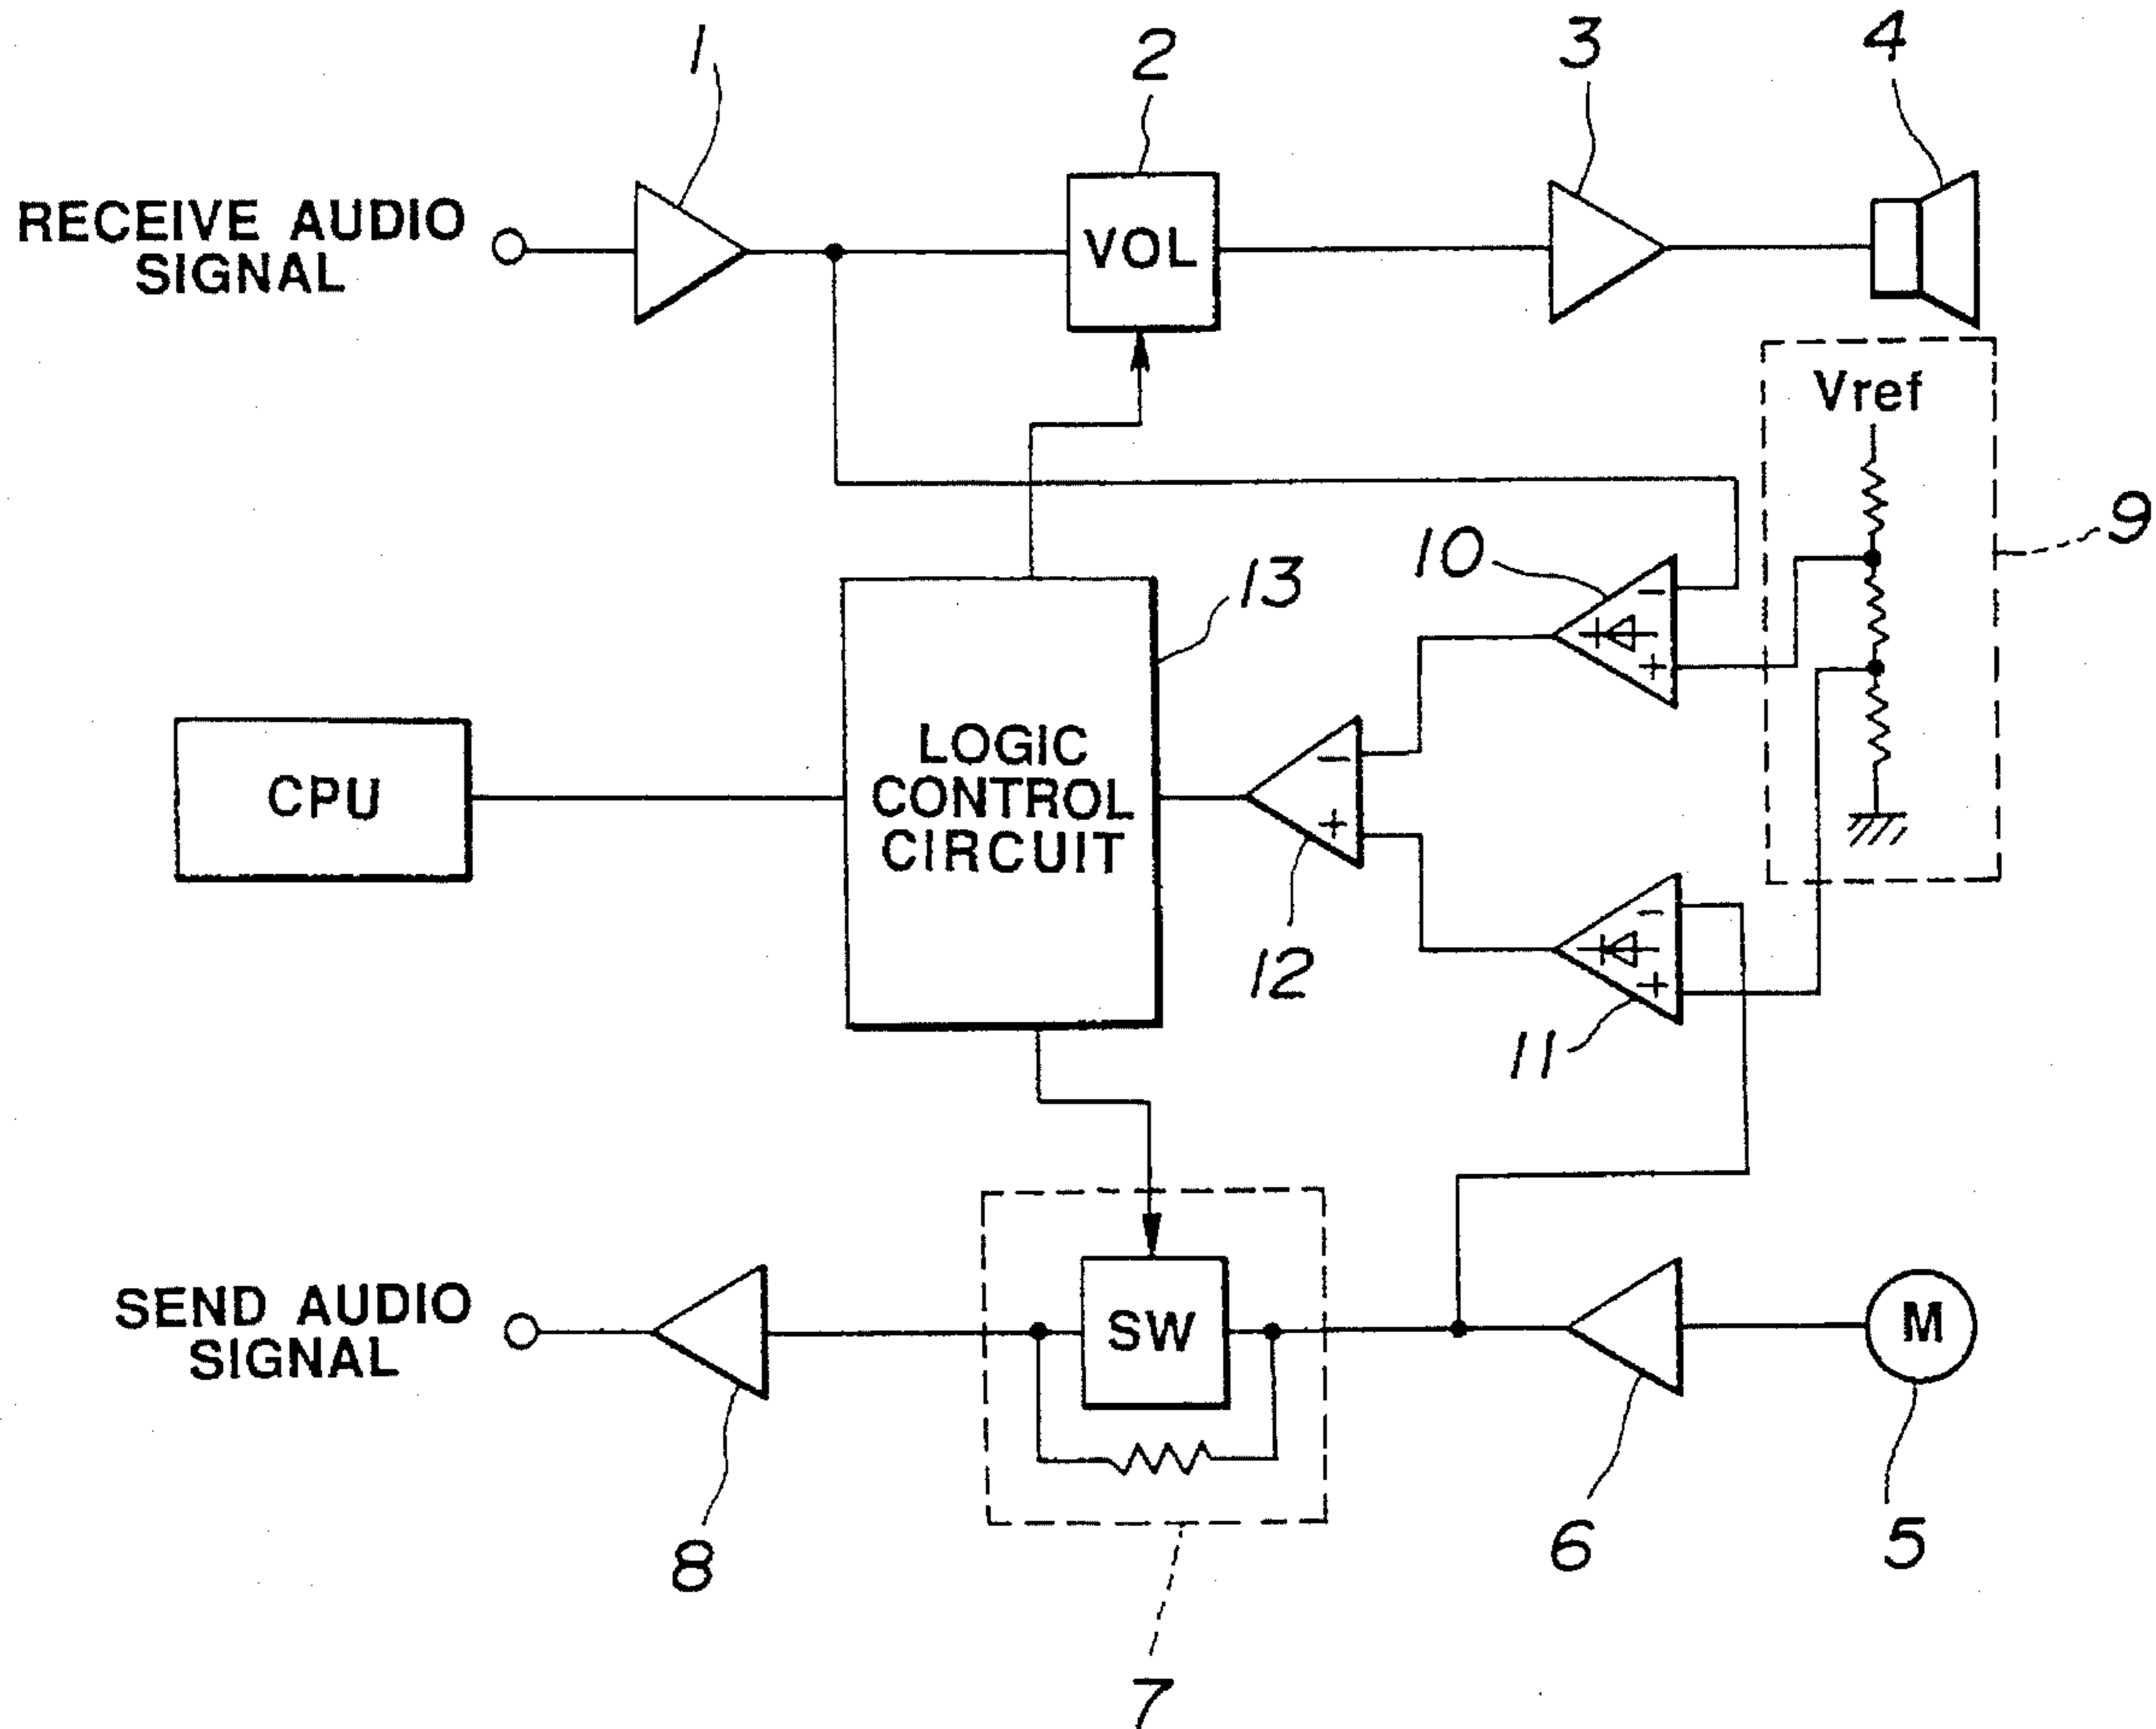 1
2
3
4
RECEIVE AUDIO
SIGNAL
VOL
Vref
9
10
−
+
13
LOGIC
CONTROL
CIRCUIT
CPU
−
+
12
−
+
11
SEND AUDIO
SIGNAL
SW
M
8
6
5
7